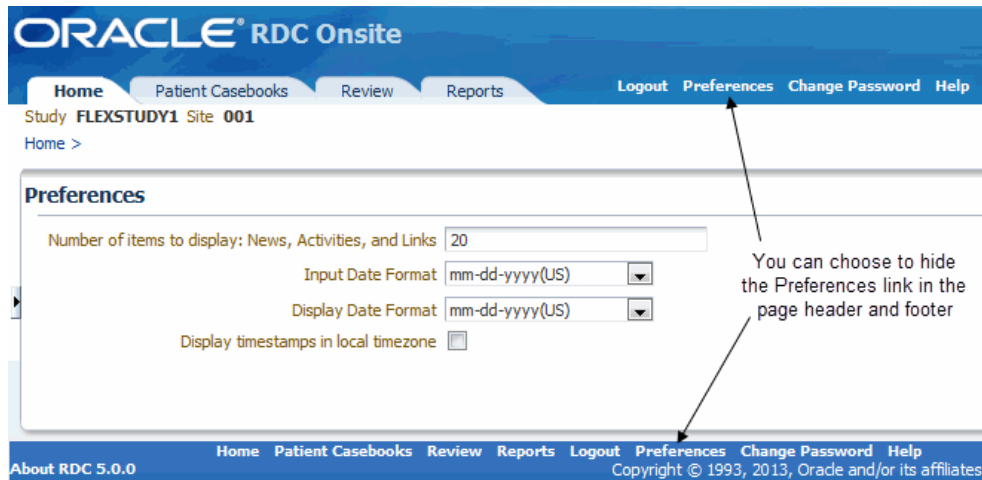 ORACLE® RDC Onsite
Home Patient Casebooks Review Reports Logout Preferences Change Password Help
Study FLEXSTUDY1 Site 001
Home >
Preferences
Number of items to display: News, Activities, and Links 20
Input Date Format mm-dd-yyyy(US)
Display Date Format mm-dd-yyyy(US)
Display timestamps in local timezone
You can choose to hide
the Preferences link in the
page header and footer
Home Patient Casebooks Review Reports Logout Preferences Change Password Help
About RDC 5.0.0 Copyright © 1993, 2013, Oracle and/or its affiliates